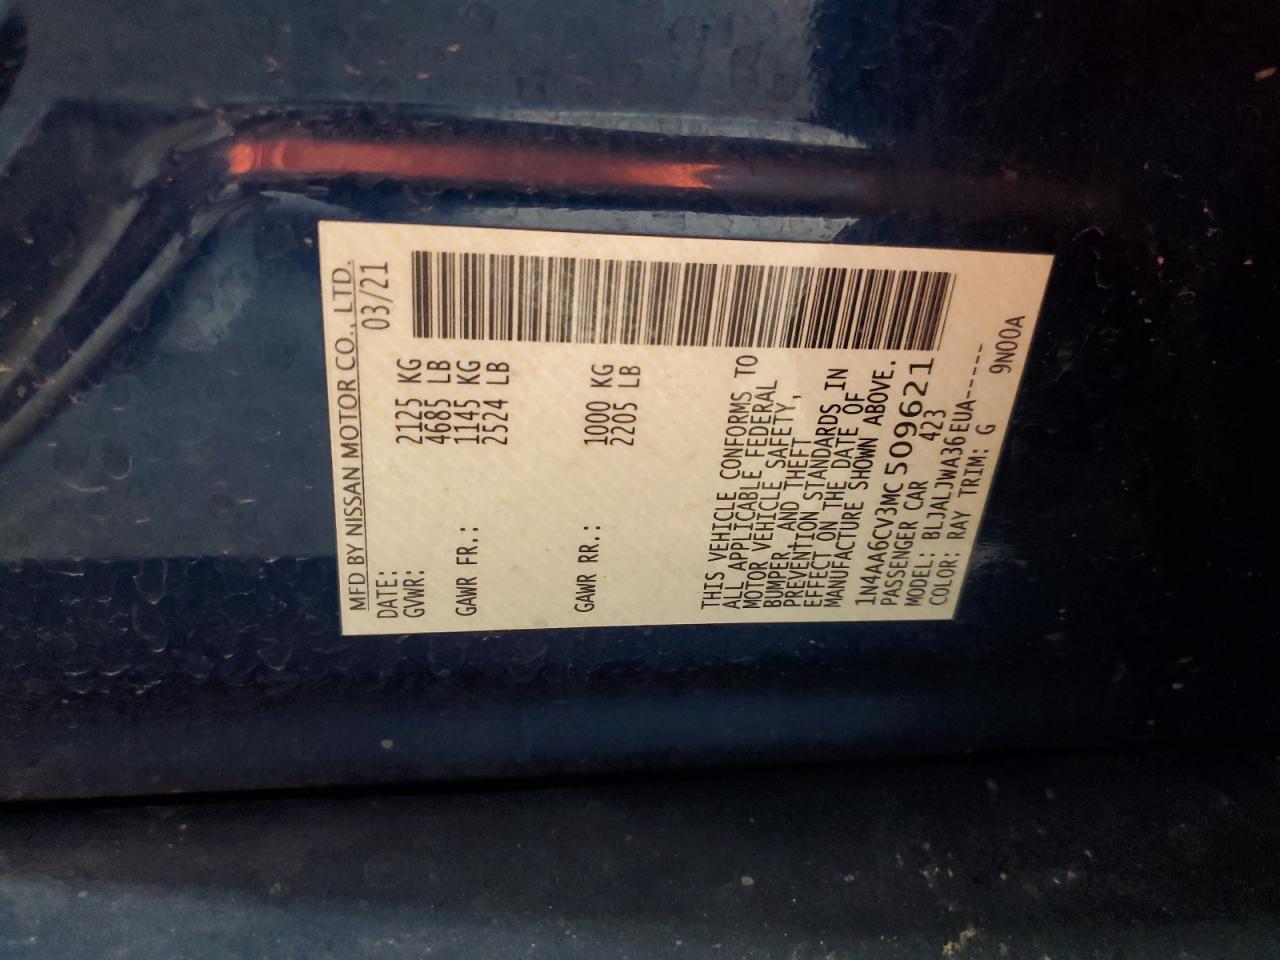 MFD BY NISSAN MOTOR CO., LTD.
DATE: 03/21
GVWR: 2125 KG
4685 LB
GAWR FR.: 1145 KG
2524 LB
GAWR RR.: 1000 KG
2205 LB
THIS VEHICLE CONFORMS TO
ALL APPLICABLE FEDERAL
MOTOR VEHICLE SAFETY,
BUMPER, AND THEFT
PREVENTION STANDARDS IN
EFFECT ON THE DATE OF
MANUFACTURE SHOWN ABOVE.
1N4AA6CV3MC509621
PASSENGER CAR 423
MODEL: BLJALJWA36EUA-----
COLOR: RAY TRIM: G 9N00A